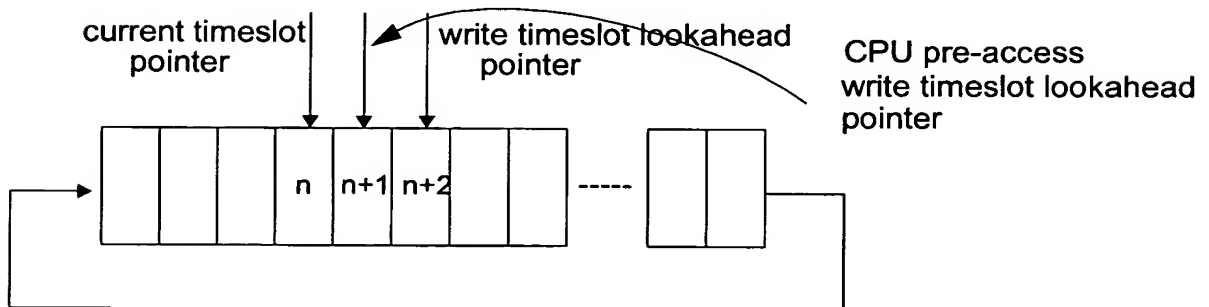 current timeslot
pointer
write timeslot lookahead
pointer
CPU pre-access
write timeslot lookahead
pointer
n n+1 n+2